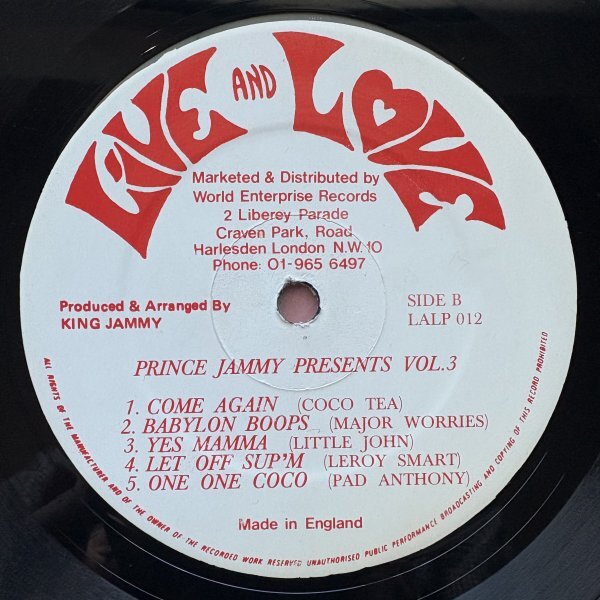 LIVE AND LOVE
Marketed & Distributed by
World Enterprise Records
2 Liberey Parade
Craven Park, Road
Harlesden London N.W.10
Phone: 01-965 6497
Produced & Arranged By
KING JAMMY
SIDE B
LALP 012
PRINCE JAMMY PRESENTS VOL.3
1. COME AGAIN (COCO TEA)
2. BABYLON BOOPS (MAJOR WORRIES)
3. YES MAMMA (LITTLE JOHN)
4. LET OFF SUP'M (LEROY SMART)
5 ONE ONE COCO (PAD ANTHONY)
Made in England
ALL RIGHTS OF THE MANUFACTURER AND OF THE OWNER OF THE RECORDED WORK RESERVED UNAUTHORISED PUBLIC PERFORMANCE BROADCASTING AND COPYING OF THIS RECORD PROHIBITED